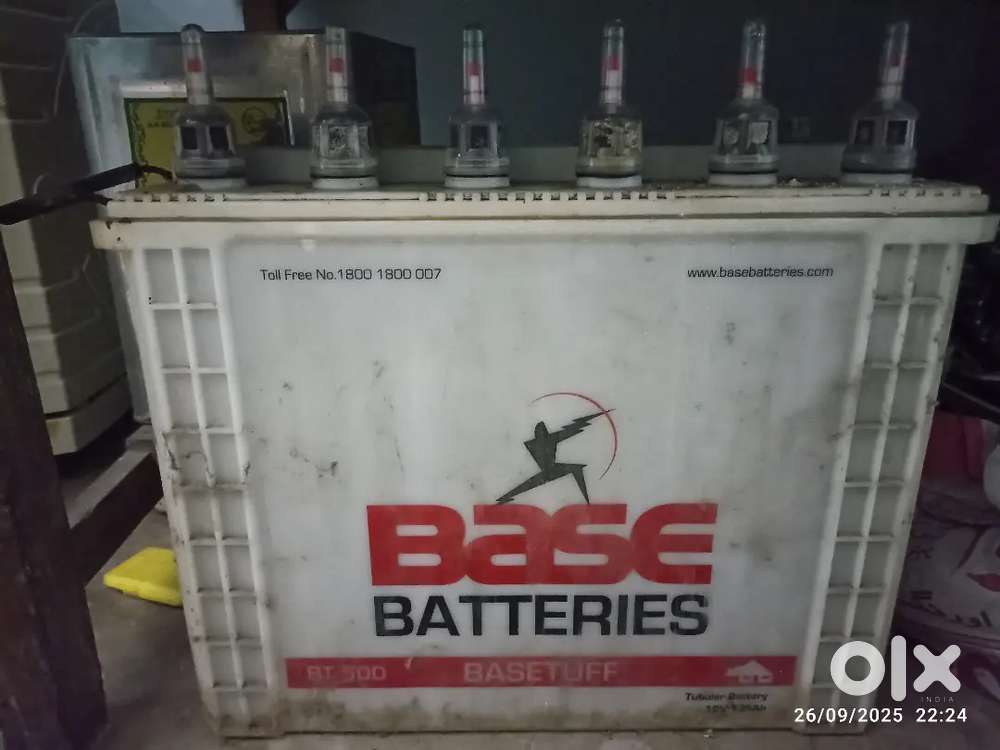 Toll Free No.1800 1800 007
www.basebatteries.com
BASE
BATTERIES
BT 500
BASETUFF
Tubular Battery
olx
INDIA
26/09/2025 22:24